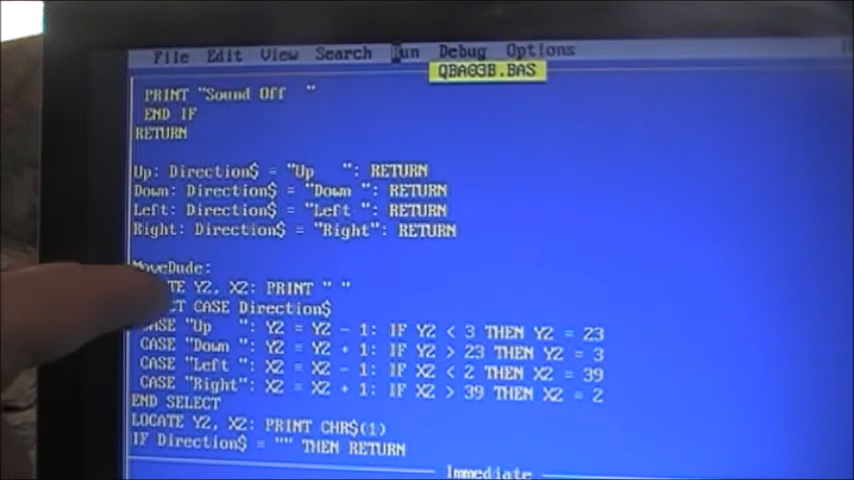 File Edit View Search Run Debug Options
QBA03B.BAS
PRINT "Sound Off  "
END IF
RETURN
Up: Direction$ = "Up   ": RETURN
Down: Direction$ = "Down ": RETURN
Left: Direction$ = "Left ": RETURN
Right: Direction$ = "Right": RETURN
MoveDude:
TE Y2, X2: PRINT " "
CT CASE Direction$
CASE "Up   ": Y2 = Y2 - 1: IF Y2 < 3 THEN Y2 = 23
CASE "Down ": Y2 = Y2 + 1: IF Y2 > 23 THEN Y2 = 3
CASE "Left ": X2 = X2 - 1: IF X2 < 2 THEN X2 = 39
CASE "Right": X2 = X2 + 1: IF X2 > 39 THEN X2 = 2
END SELECT
LOCATE Y2, X2: PRINT CHR$(1)
IF Direction$ = "" THEN RETURN
Immediate